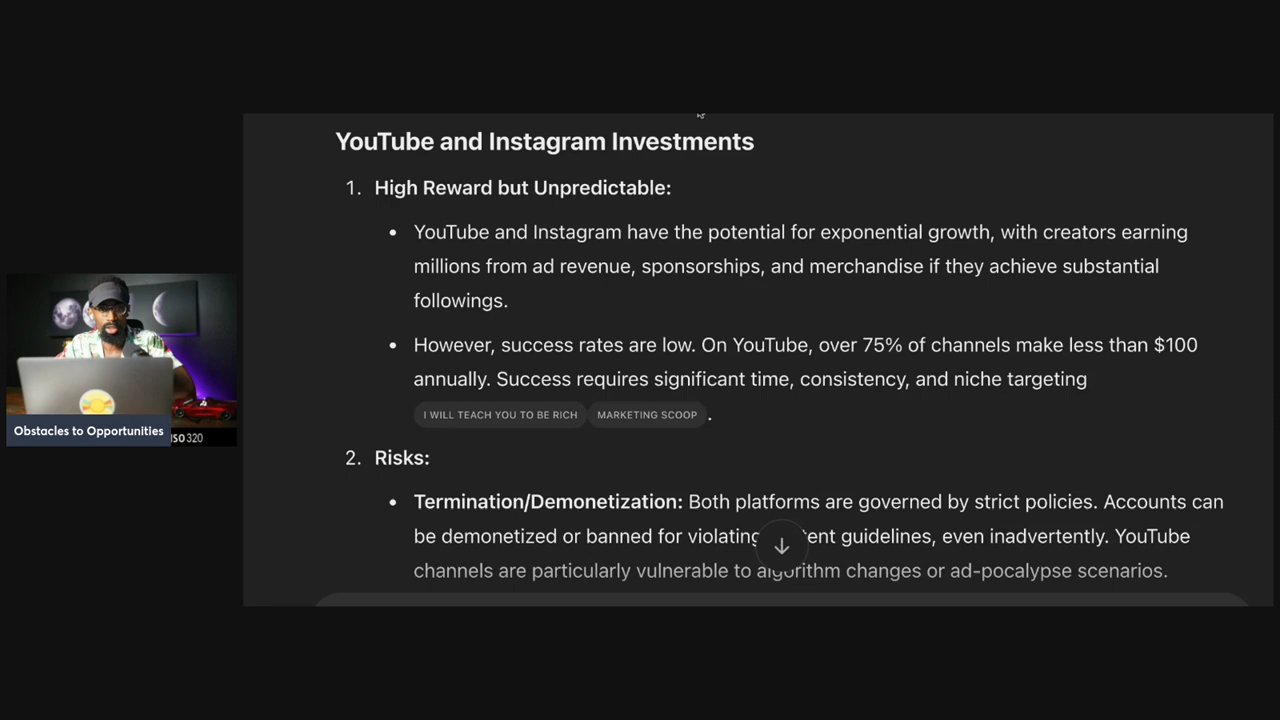 YouTube and Instagram Investments
1. High Reward but Unpredictable:
• YouTube and Instagram have the potential for exponential growth, with creators earning
millions from ad revenue, sponsorships, and merchandise if they achieve substantial
followings.
• However, success rates are low. On YouTube, over 75% of channels make less than $100
annually. Success requires significant time, consistency, and niche targeting
I WILL TEACH YOU TO BE RICH MARKETING SCOOP .
2. Risks:
• Termination/Demonetization: Both platforms are governed by strict policies. Accounts can
be demonetized or banned for violating guidelines, even inadvertently. YouTube
channels are particularly vulnerable to algorithm changes or ad-pocalypse scenarios.
Obstacles to Opportunities
ISO 320